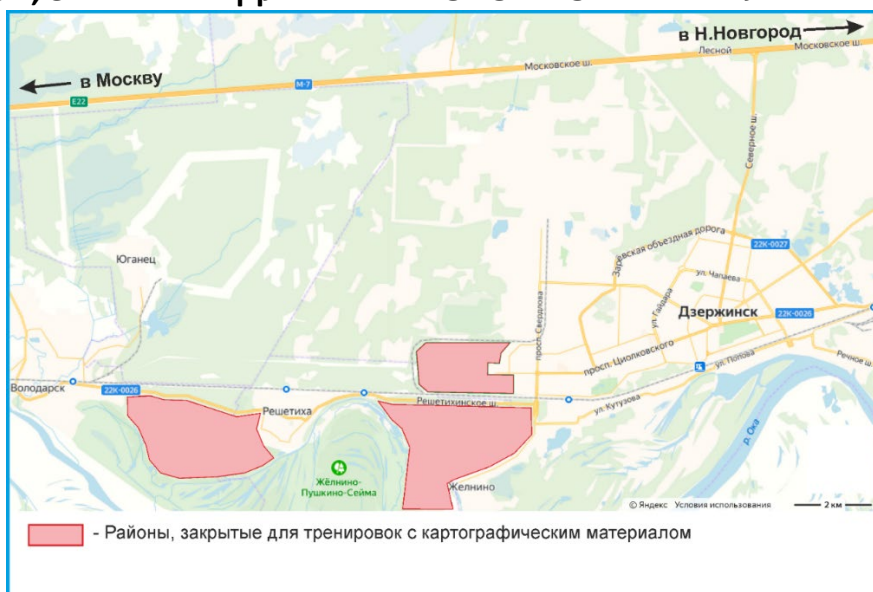 в Н.Новгород
Лесной
Московское ш.
Московское ш.
в Москву
М-7
E22
Северное ш.
Заревская объездная дорога
22К-0027
Юганец
ул. Чапаева
просп. Свердлова
ул. Гайдара
Дзержинск
22К-0026
просп. Циолковского
ул. Попова
Речное ш.
Володарск
22К-0026
Решетиха
Решетихинское ш.
ул. Кутузова
р. Ока
Жёлнино-
Пушкино-Сейма
Желнино
© Яндекс Условия использования
2 км
- Районы, закрытые для тренировок с картографическим материалом